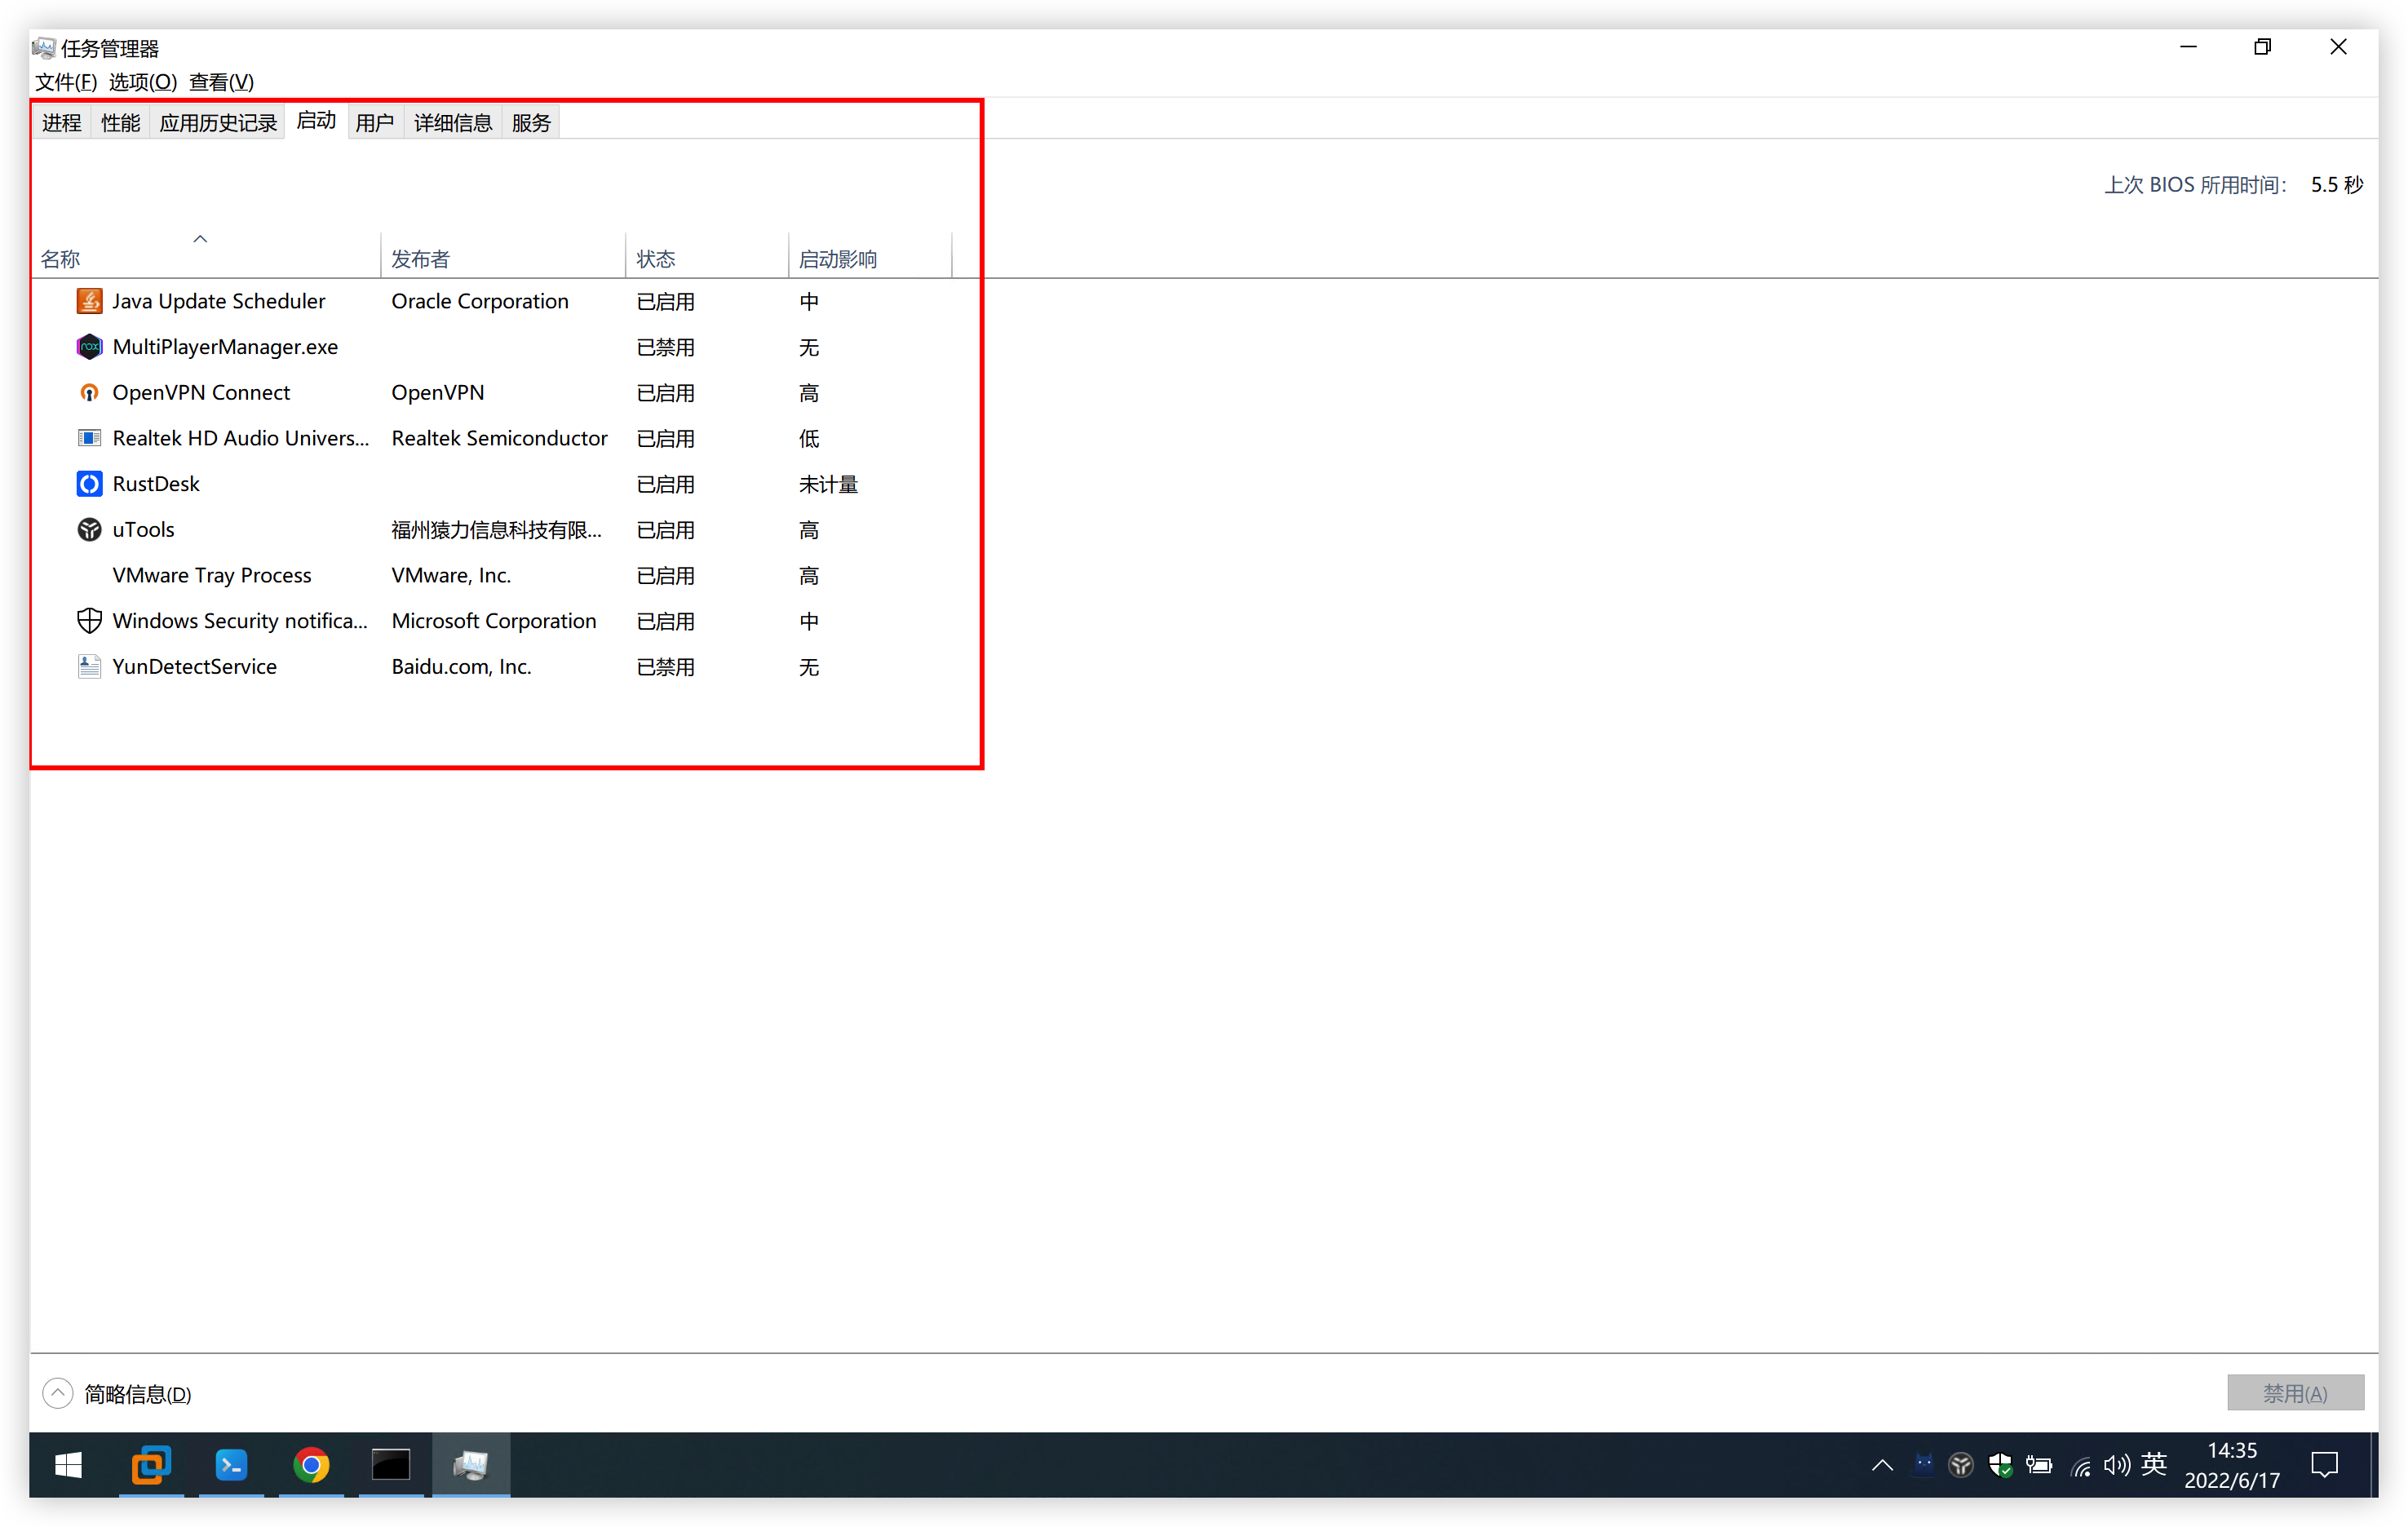 任务管理器
文件(F) 选项(O) 查看(V)
进程 性能 应用历史记录 启动 用户 详细信息 服务
上次 BIOS 所用时间: 5.5 秒
名称 发布者 状态 启动影响
Java Update Scheduler Oracle Corporation 已启用 中
MultiPlayerManager.exe 已禁用 无
OpenVPN Connect OpenVPN 已启用 高
Realtek HD Audio Univers... Realtek Semiconductor 已启用 低
RustDesk 已启用 未计量
uTools 福州猿力信息科技有限... 已启用 高
VMware Tray Process VMware, Inc. 已启用 高
Windows Security notifica... Microsoft Corporation 已启用 中
YunDetectService Baidu.com, Inc. 已禁用 无
简略信息(D) 禁用(A)
英 14:35
2022/6/17